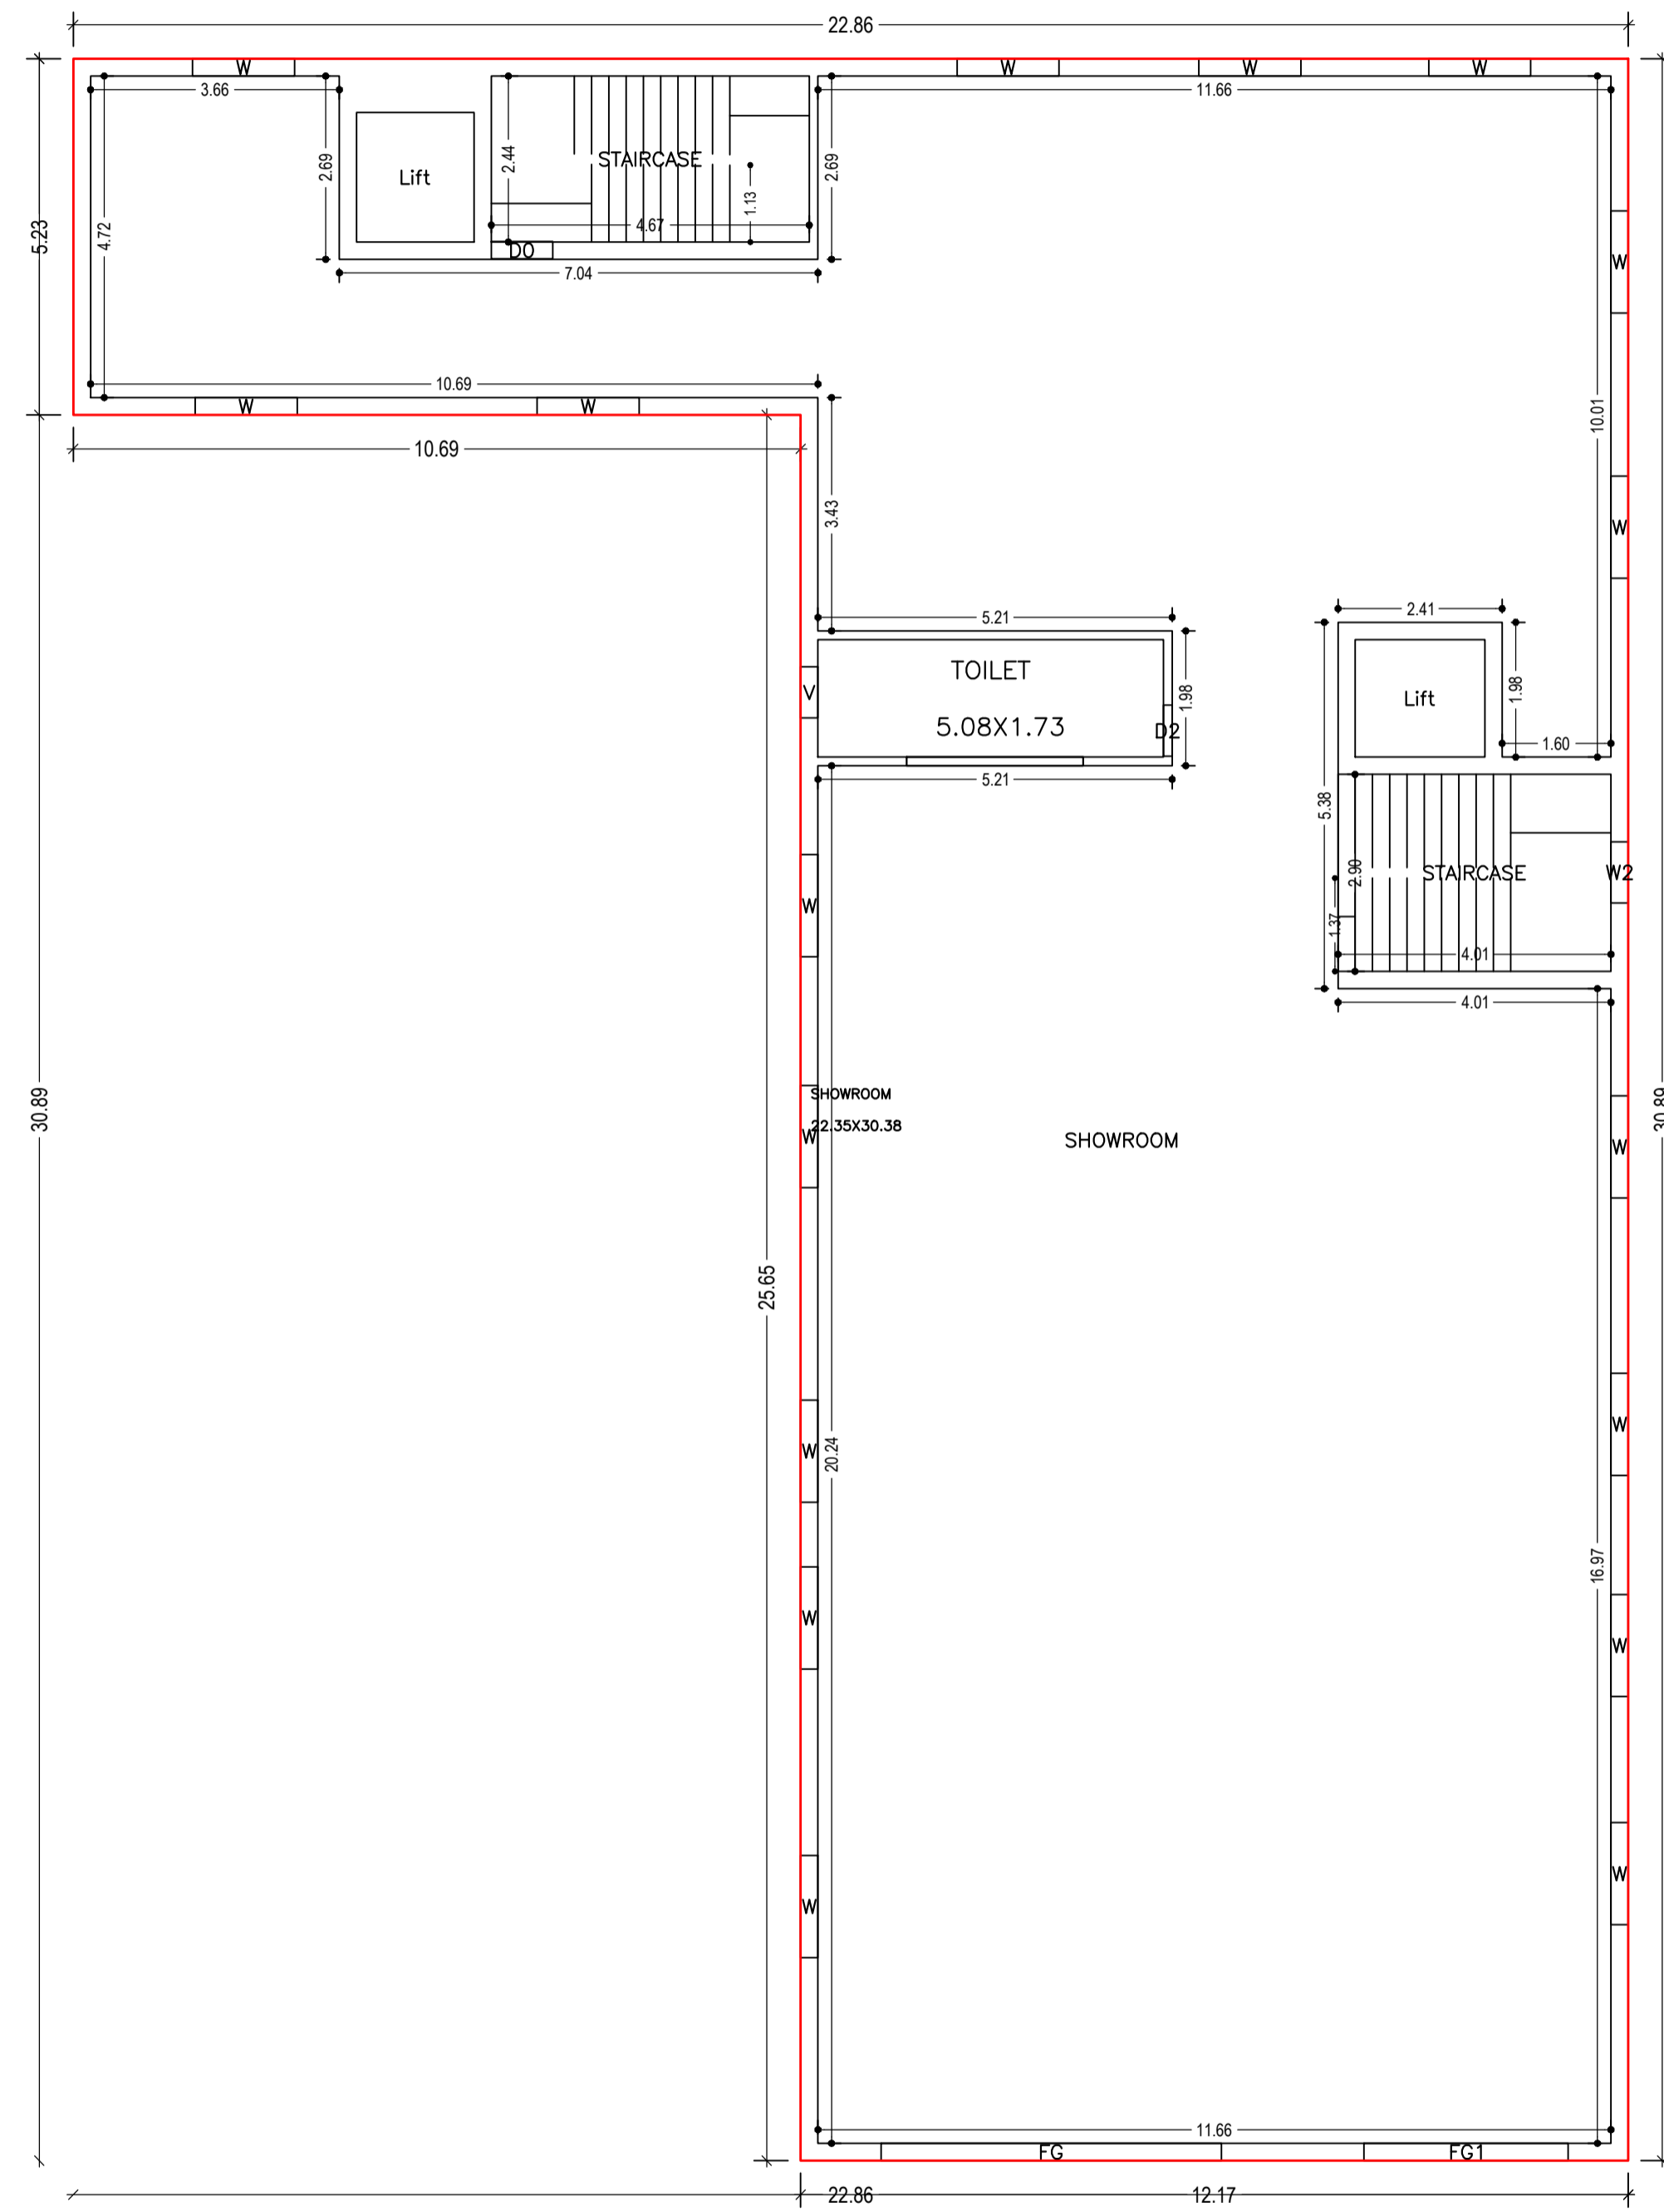 22.86
W
W
W
W
3.66
11.66
Lift
2.69
2.44
STAIRCASE
1.13
2.69
4.67
D0
5.23
4.72
7.04
W
10.69
W
W
10.69
10.01
3.43
W
5.21
2.41
TOILET
V
5.08X1.73
1.98
D2
Lift
1.98
1.60
5.21
5.38
2.90
STAIRCASE
W2
W
1.37
4.01
4.01
30.89
SHOWROOM
22.35X30.38
W
SHOWROOM
W
30.89
25.65
W
20.24
W
16.97
W
W
W
W
11.66
FG
FG1
22.86
12.17